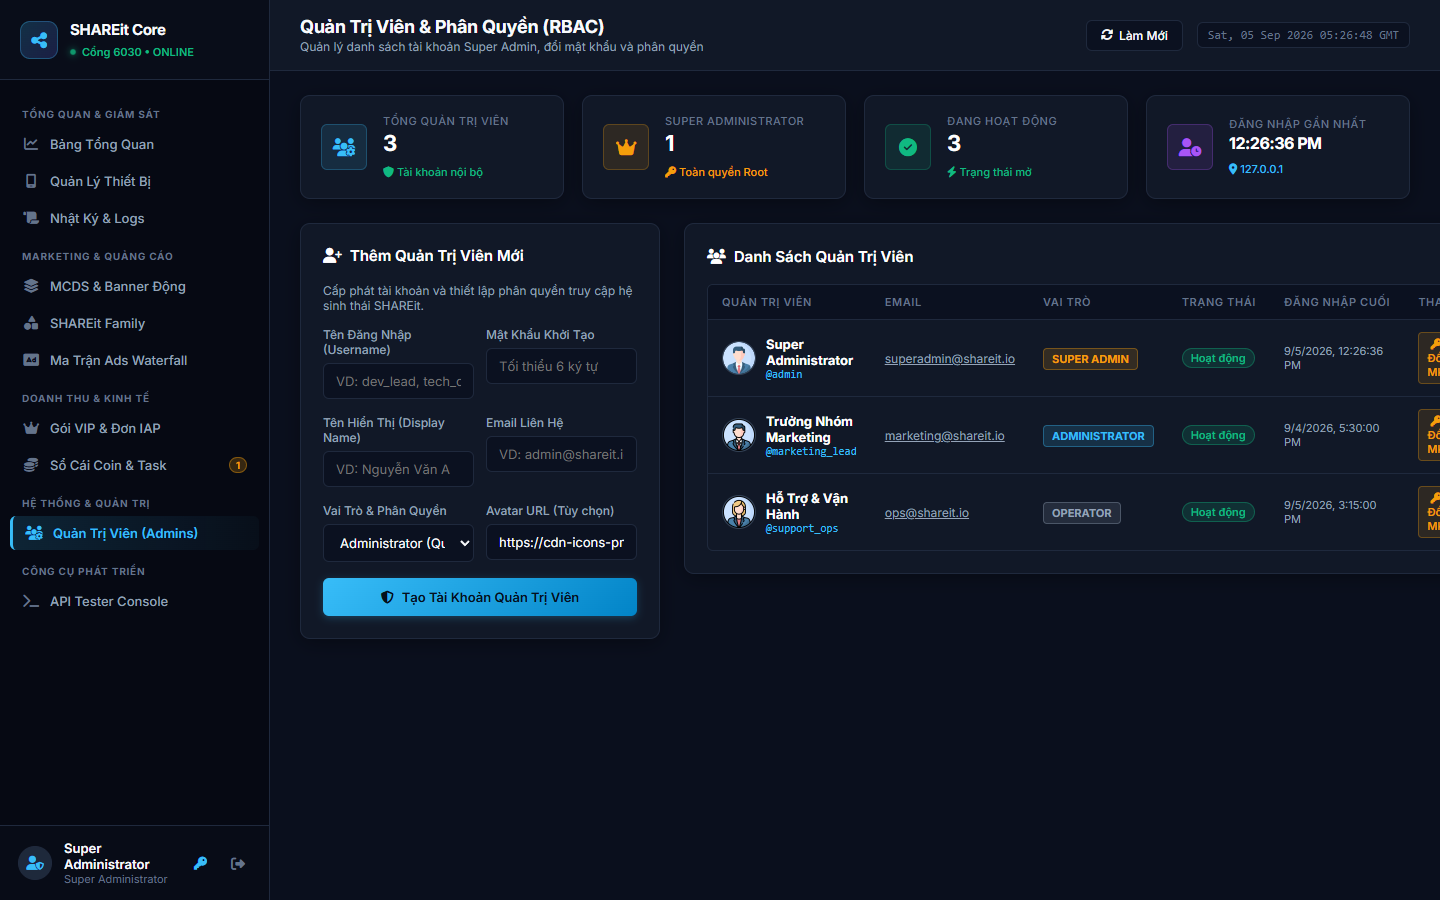 SHAREit Core
Cổng 6030 • ONLINE
TỔNG QUAN & GIÁM SÁT
Bảng Tổng Quan
Quản Lý Thiết Bị
Nhật Ký & Logs
MARKETING & QUẢNG CÁO
MCDS & Banner Động
SHAREit Family
Ad
Ma Trận Ads Waterfall
DOANH THU & KINH TẾ
Gói VIP & Đơn IAP
Sổ Cái Coin & Task
1
HỆ THỐNG & QUẢN TRỊ
Quản Trị Viên (Admins)
CÔNG CỤ PHÁT TRIỂN
API Tester Console
Super
Administrator
Super Administrator
Quản Trị Viên & Phân Quyền (RBAC)
Quản lý danh sách tài khoản Super Admin, đổi mật khẩu và phân quyền
Làm Mới
Sat, 05 Sep 2026 05:26:48 GMT
TỔNG QUẢN TRỊ VIÊN
3
Tài khoản nội bộ
SUPER ADMINISTRATOR
1
Toàn quyền Root
ĐANG HOẠT ĐỘNG
3
Trạng thái mở
ĐĂNG NHẬP GẦN NHẤT
12:26:36 PM
127.0.0.1
Thêm Quản Trị Viên Mới
Cấp phát tài khoản và thiết lập phân quyền truy cập hệ
sinh thái SHAREit.
Tên Đăng Nhập
(Username)
VD: dev_lead, tech_c
Mật Khẩu Khởi Tạo
Tối thiểu 6 ký tự
Tên Hiển Thị (Display
Name)
VD: Nguyễn Văn A
Email Liên Hệ
VD: admin@shareit.i
Vai Trò & Phân Quyền
Administrator (Qu
Avatar URL (Tùy chọn)
https://cdn-icons-pr
Tạo Tài Khoản Quản Trị Viên
Danh Sách Quản Trị Viên
QUẢN TRỊ VIÊN EMAIL VAI TRÒ TRẠNG THÁI ĐĂNG NHẬP CUỐI THA
Super
Administrator
@admin
superadmin@shareit.io
SUPER ADMIN
Hoạt động
9/5/2026, 12:26:36
PM
Trưởng Nhóm
Marketing
@marketing_lead
marketing@shareit.io
ADMINISTRATOR
Hoạt động
9/4/2026, 5:30:00
PM
Hỗ Trợ & Vận
Hành
@support_ops
ops@shareit.io
OPERATOR
Hoạt động
9/5/2026, 3:15:00
PM